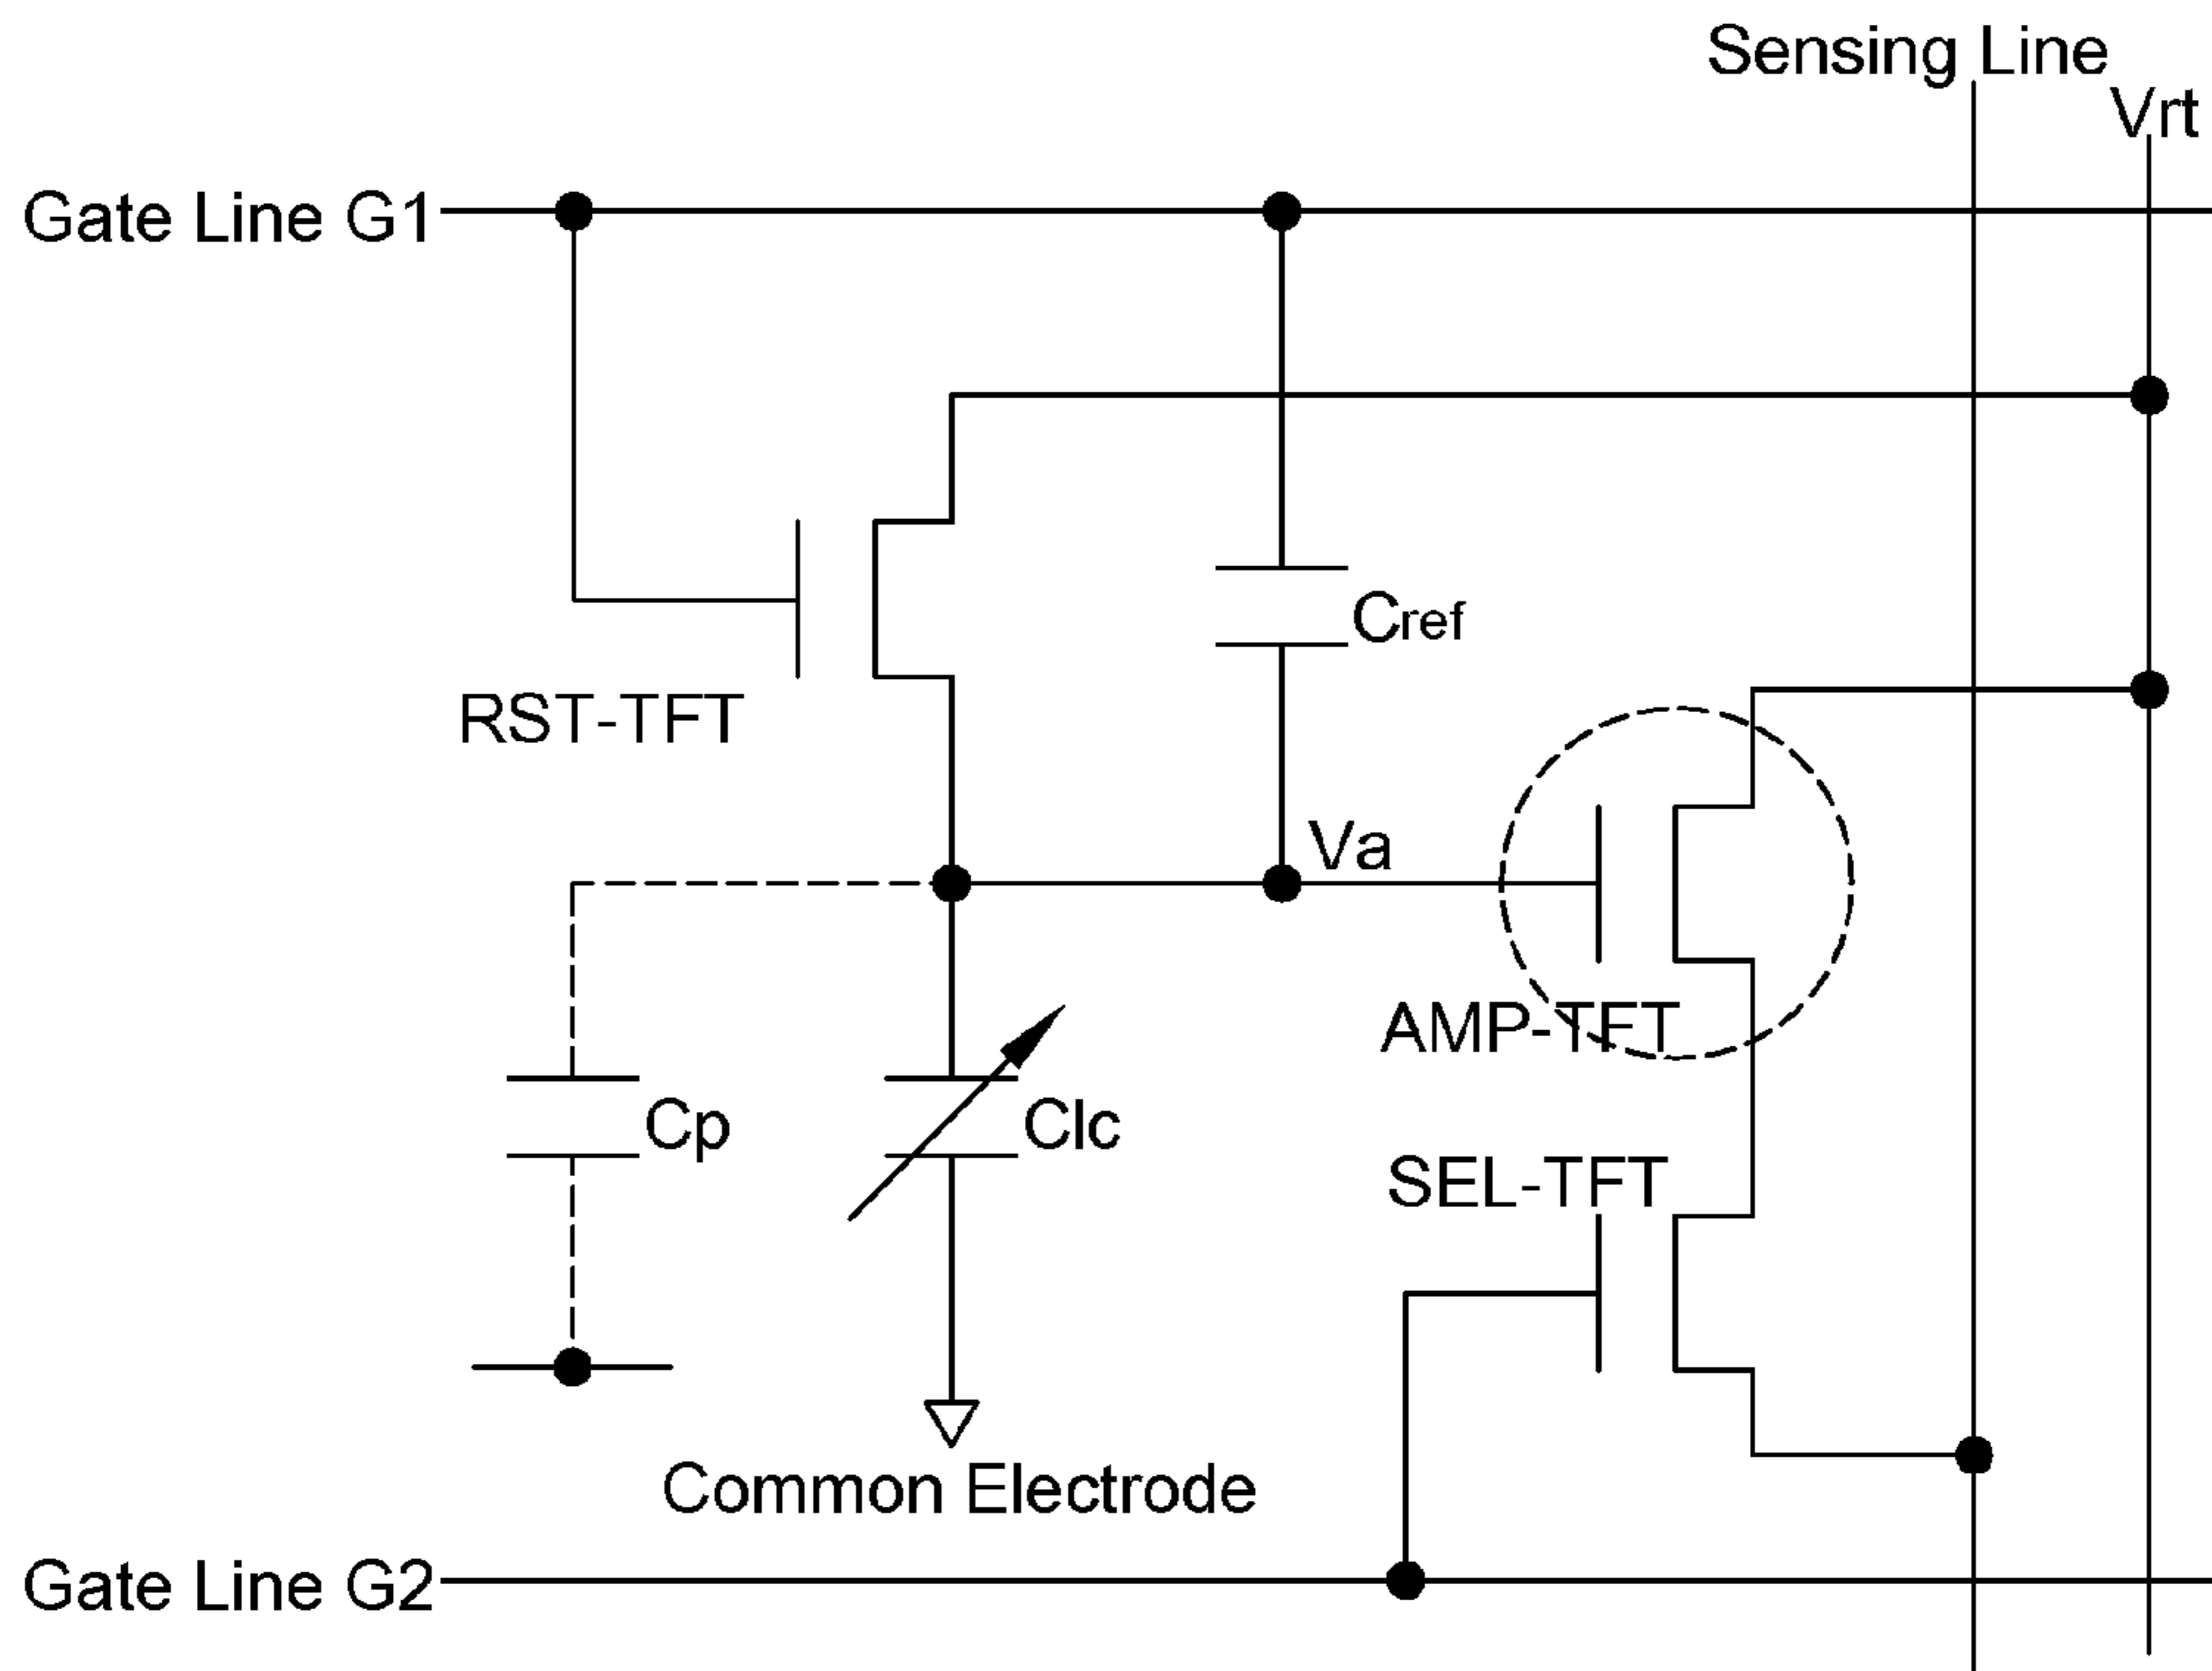 Sensing Line
Vrt
Gate Line G1
Cref
RST-TFT
Va
AMP-TFT
Cp
Clc
SEL-TFT
Common Electrode
Gate Line G2